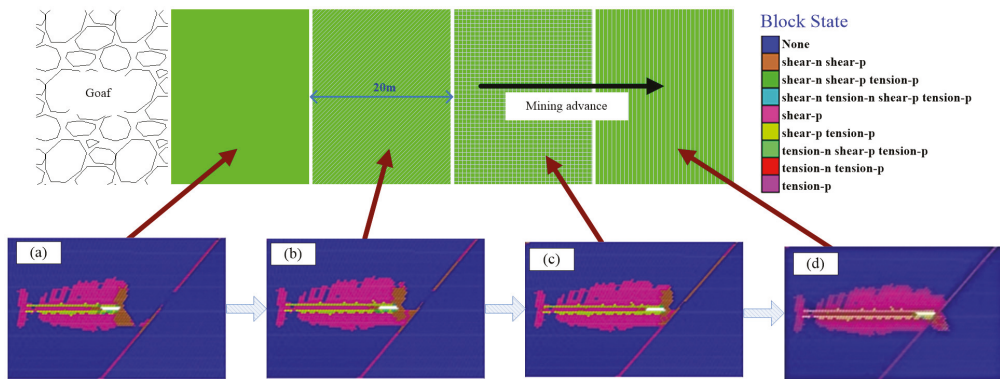 Block State
None
shear-n shear-p
shear-n shear-p tension-p
shear-n tension-n shear-p tension-p
shear-p
shear-p tension-p
tension-n shear-p tension-p
tension-n tension-p
tension-p
Goaf
20m
Mining advance
(a)
(b)
(c)
(d)